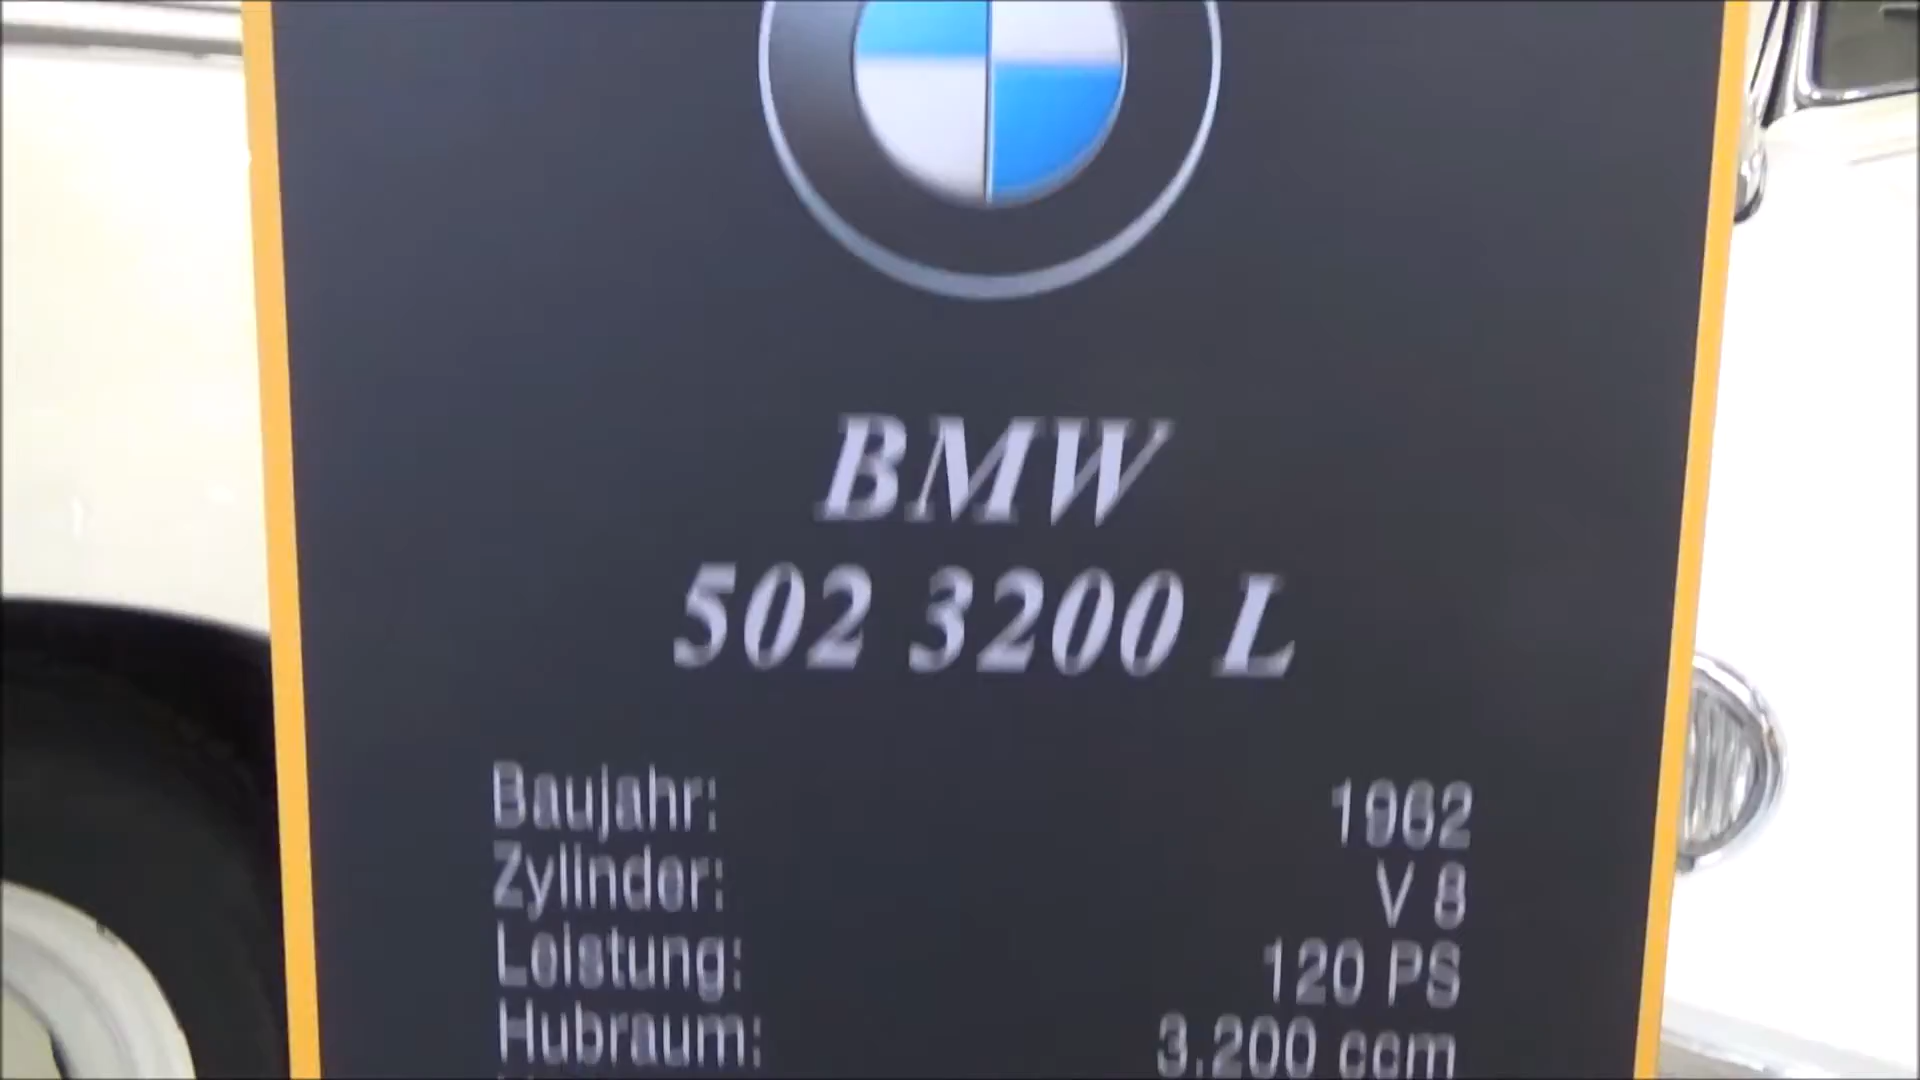 BMW
502 3200 L
Baujahr: 1962
Zylinder: V 8
Leistung: 120 PS
Hubraum: 3.200 ccm